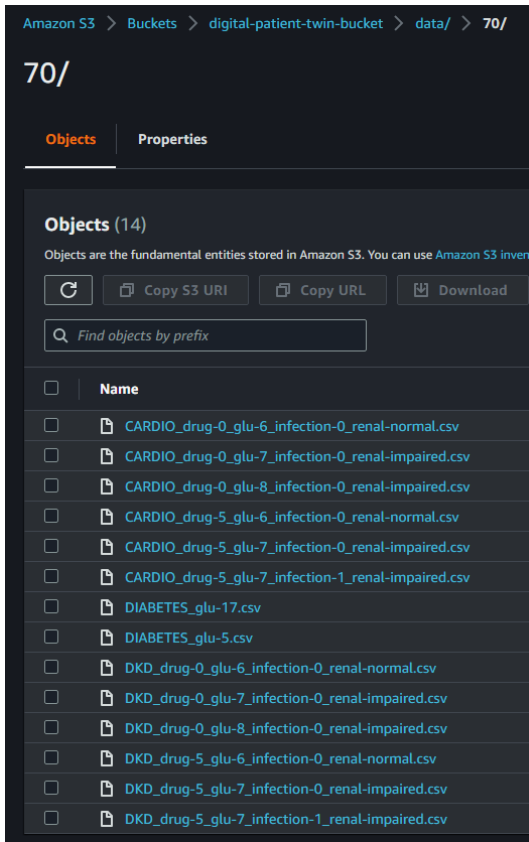 Amazon S3 > Buckets > digital-patient-twin-bucket > data/ > 70/
70/
Objects Properties
Objects (14)
Objects are the fundamental entities stored in Amazon S3. You can use Amazon S3 inven
Copy S3 URI Copy URL Download
Find objects by prefix
Name
CARDIO_drug-0_glu-6_infection-0_renal-normal.csv
CARDIO_drug-0_glu-7_infection-0_renal-impaired.csv
CARDIO_drug-0_glu-8_infection-0_renal-impaired.csv
CARDIO_drug-5_glu-6_infection-0_renal-normal.csv
CARDIO_drug-5_glu-7_infection-0_renal-impaired.csv
CARDIO_drug-5_glu-7_infection-1_renal-impaired.csv
DIABETES_glu-17.csv
DIABETES_glu-5.csv
DKD_drug-0_glu-6_infection-0_renal-normal.csv
DKD_drug-0_glu-7_infection-0_renal-impaired.csv
DKD_drug-0_glu-8_infection-0_renal-impaired.csv
DKD_drug-5_glu-6_infection-0_renal-normal.csv
DKD_drug-5_glu-7_infection-0_renal-impaired.csv
DKD_drug-5_glu-7_infection-1_renal-impaired.csv